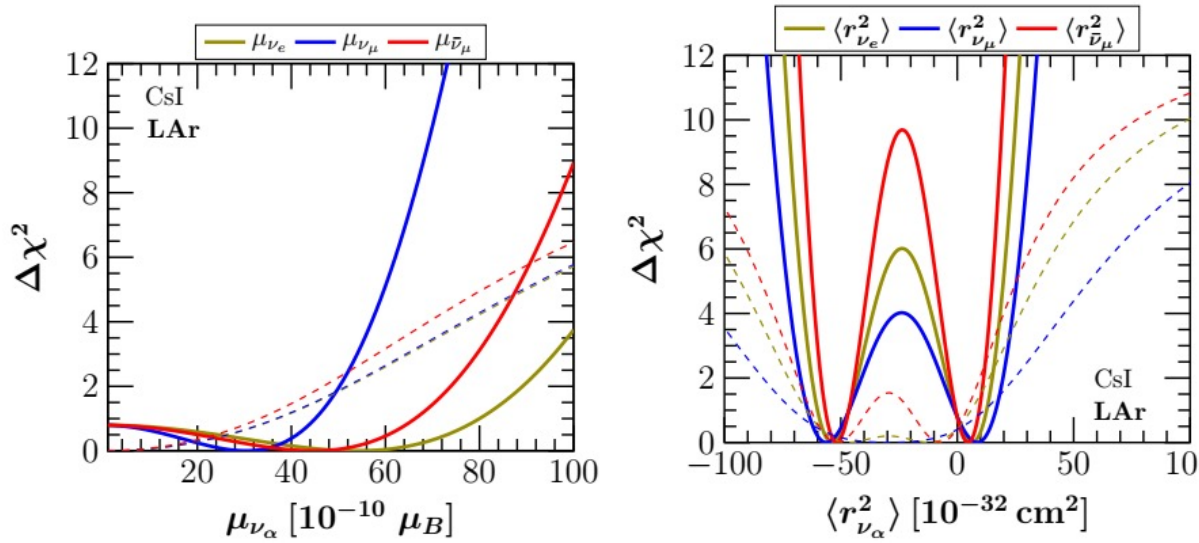 μ_{ν_e} μ_{ν_μ} μ_{ν̄_μ}
12
10
8
6
4
2
0
Δχ²
CsI
LAr
20 40 60 80 100
μ_{ν_α} [10⁻¹⁰ μ_B]
⟨r²_{ν_e}⟩ ⟨r²_{ν_μ}⟩ ⟨r²_{ν̄_μ}⟩
12
10
8
6
4
2
0
Δχ²
CsI
LAr
−100 −50 0 50 10
⟨r²_{ν_α}⟩ [10⁻³² cm²]